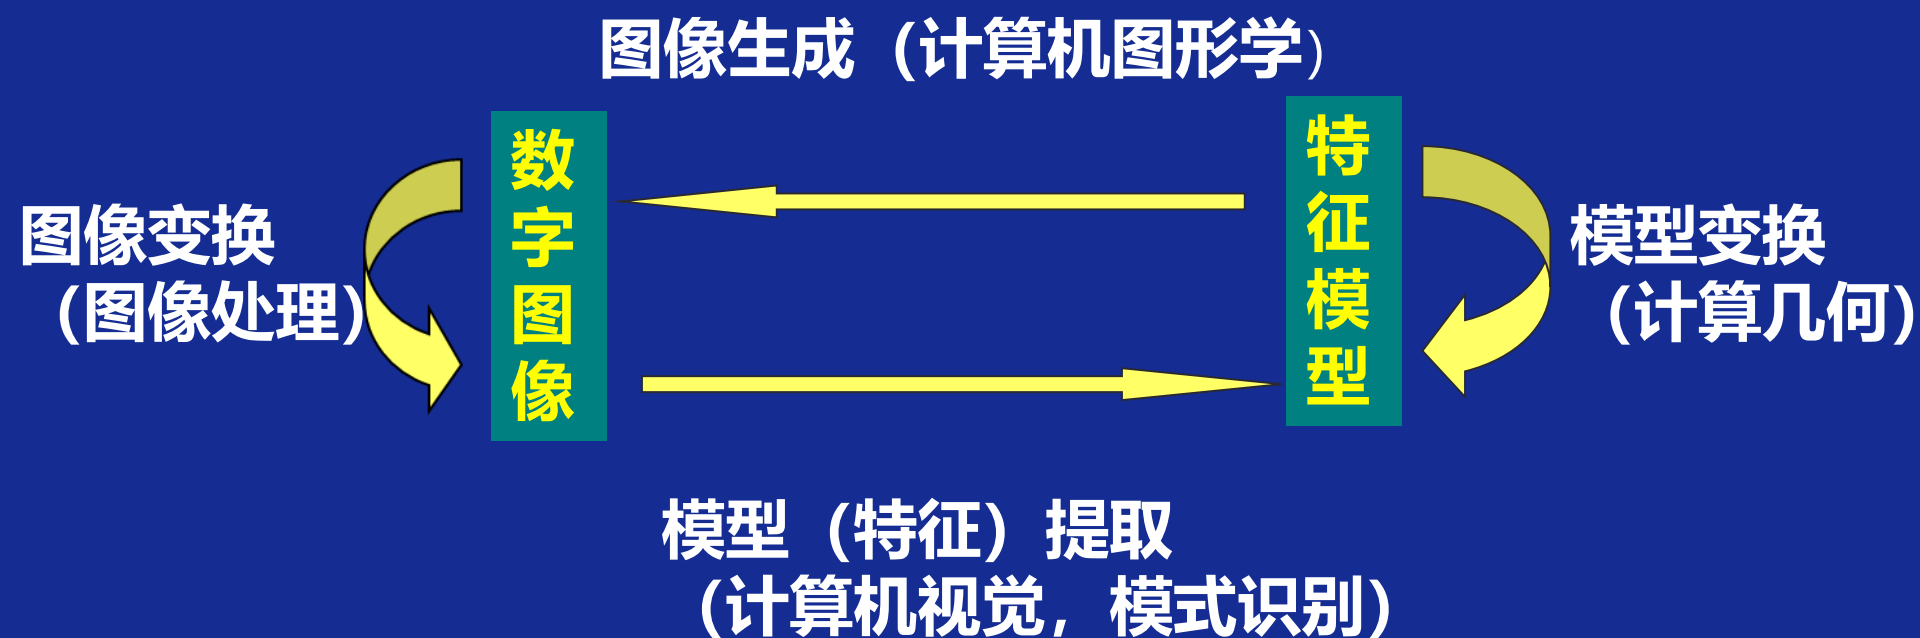 图像生成（计算机图形学）
数字图像
特征模型
图像变换
（图像处理）
模型变换
（计算几何）
模型（特征）提取
（计算机视觉，模式识别）